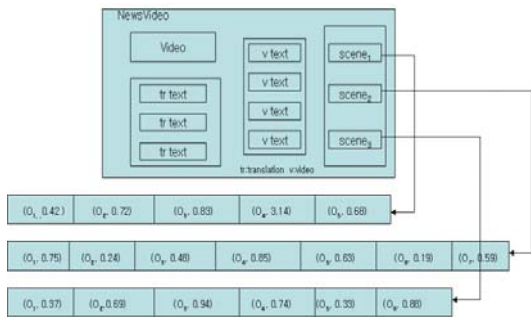 NewsVideo
Video
tr text
tr text
tr text
v text
v text
v text
v text
scene1
scene2
scene3
tr:translation v:video
(O1, 0.42) (O2, 0.72) (O3, 0.83) (O4, 3.14) (O5, 0.68)
(O1, 0.75) (O2, 0.24) (O3, 0.48) (O4, 0.85) (O5, 0.63) (O6, 0.19) (O7, 0.59)
(O1, 0.37) (O2, 0.69) (O3, 0.94) (O4, 0.74) (O5, 0.33) (O6, 0.88)